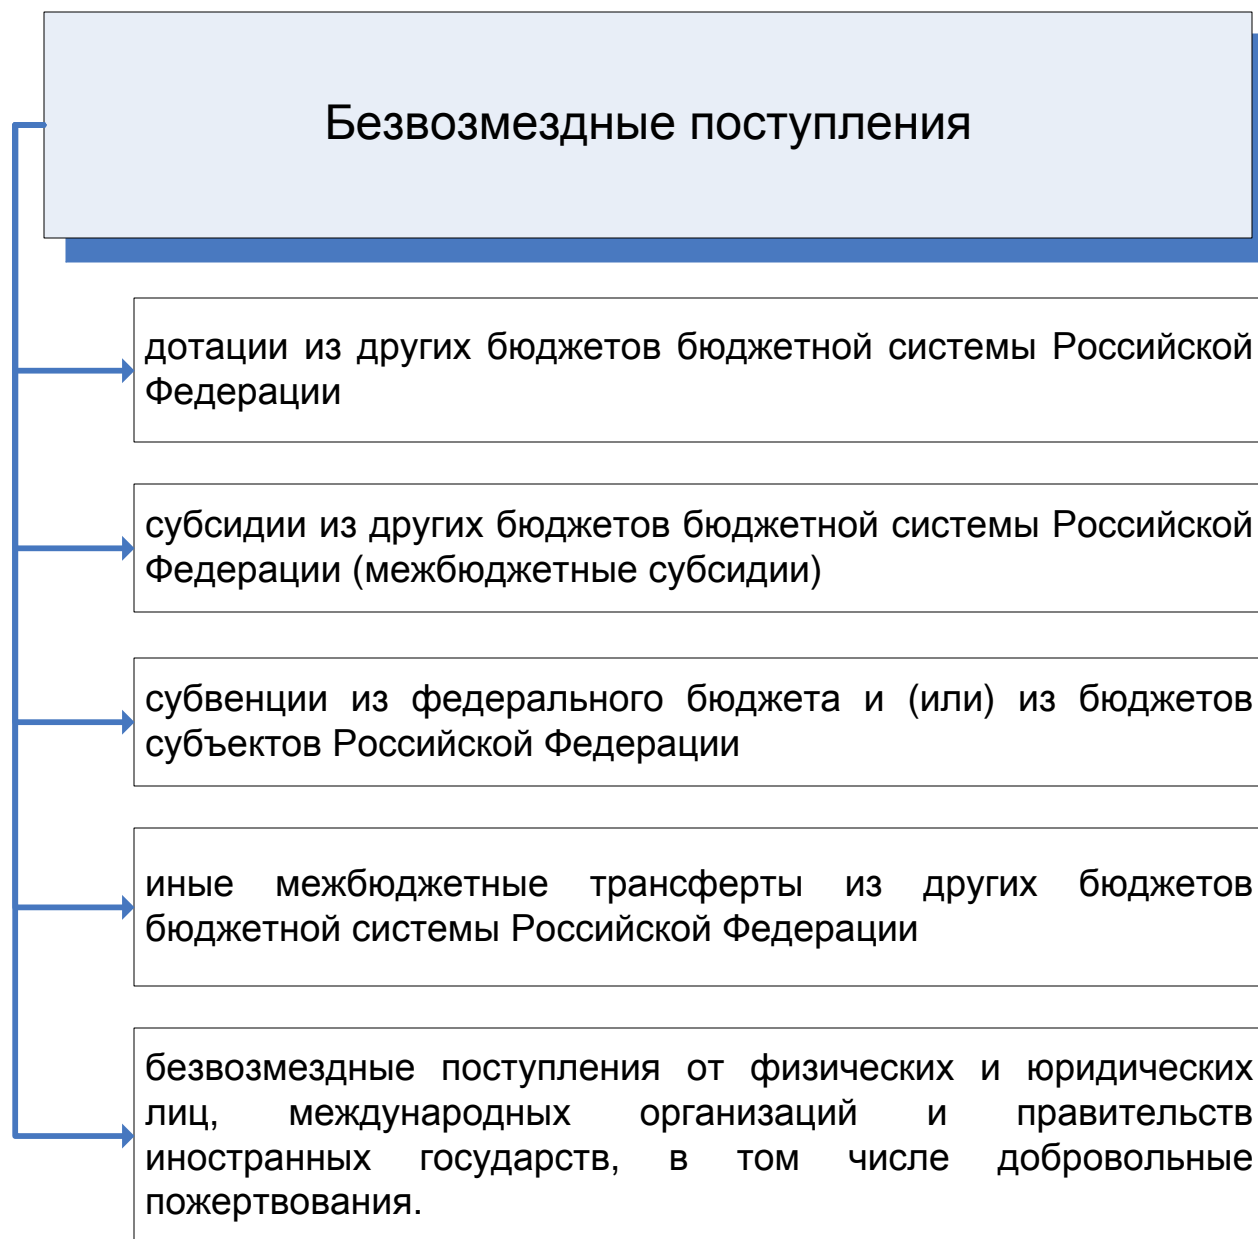 Безвозмездные поступления
дотации из других бюджетов бюджетной системы Российской
Федерации
субсидии из других бюджетов бюджетной системы Российской
Федерации (межбюджетные субсидии)
субвенции из федерального бюджета и (или) из бюджетов
субъектов Российской Федерации
иные межбюджетные трансферты из других бюджетов
бюджетной системы Российской Федерации
безвозмездные поступления от физических и юридических
лиц, международных организаций и правительств
иностранных государств, в том числе добровольные
пожертвования.